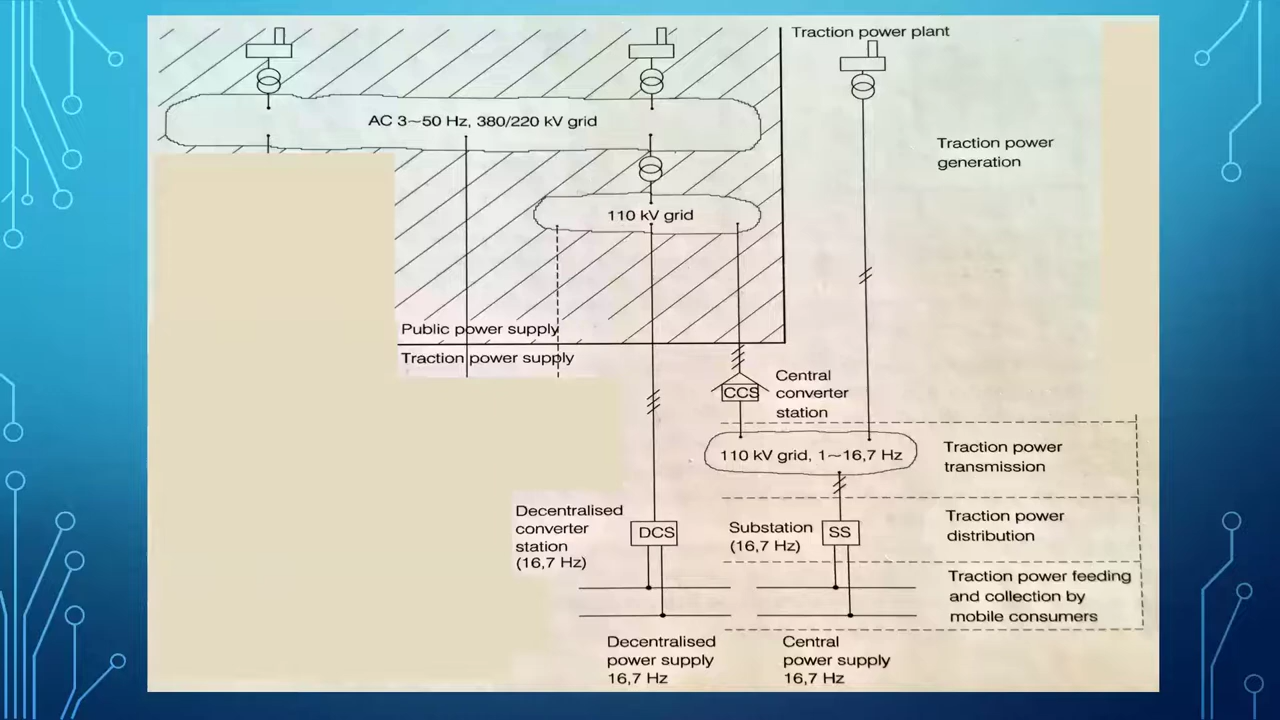 Traction power plant
AC 3~50 Hz, 380/220 kV grid
Traction power
generation
110 kV grid
Public power supply
Traction power supply
Central
converter
station
CCS
110 kV grid, 1~16,7 Hz
Traction power
transmission
Decentralised
converter
station
(16,7 Hz)
DCS
Substation
(16,7 Hz)
SS
Traction power
distribution
Traction power feeding
and collection by
mobile consumers
Decentralised
power supply
16,7 Hz
Central
power supply
16,7 Hz